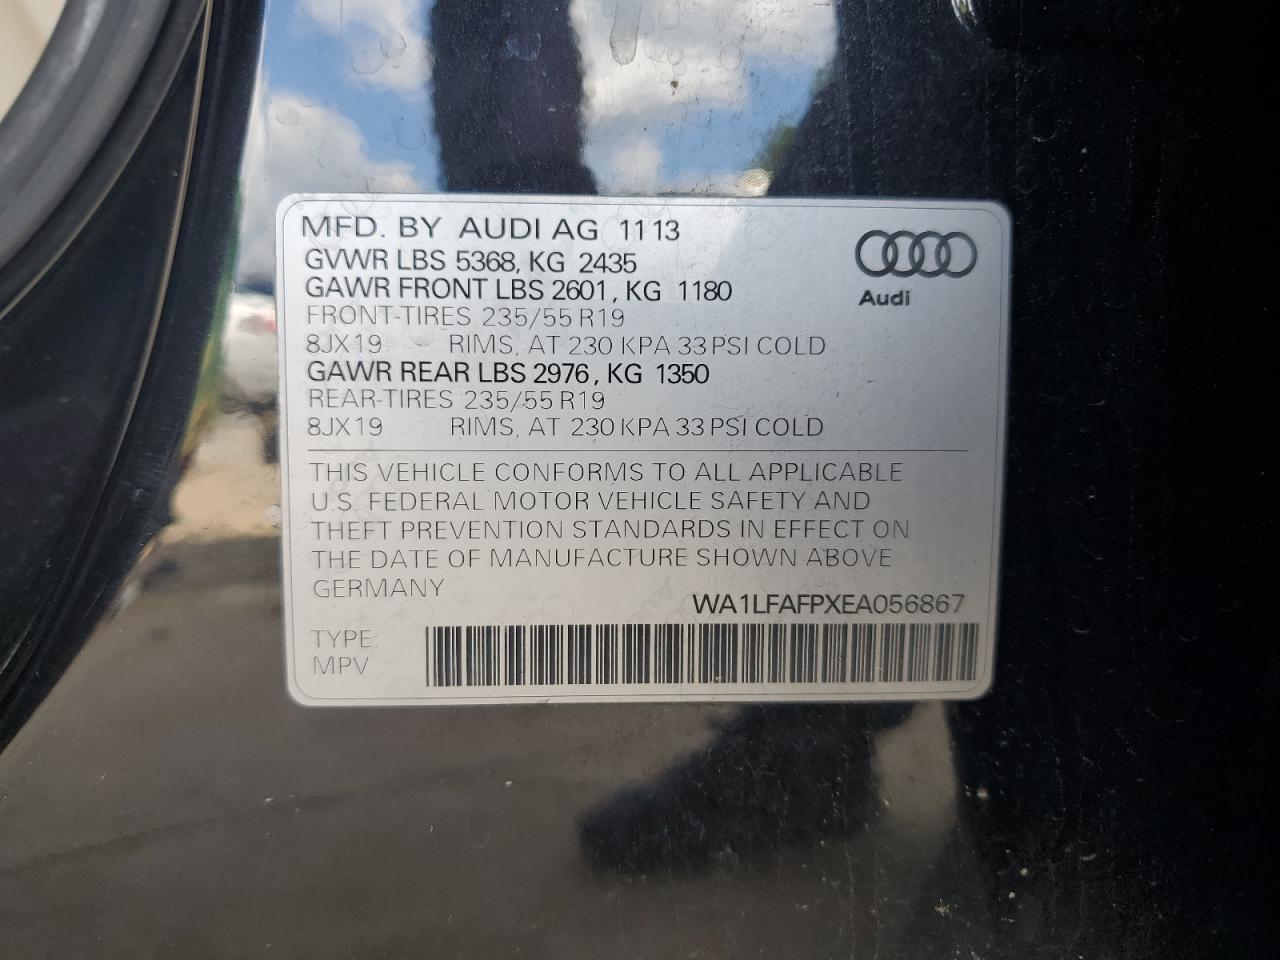 MFD. BY AUDI AG 11 13
GVWR LBS 5368, KG 2435
GAWR FRONT LBS 2601, KG 1180
FRONT-TIRES 235/55 R19
8JX19 RIMS, AT 230 KPA 33 PSI COLD
GAWR REAR LBS 2976, KG 1350
REAR-TIRES 235/55 R19
8JX19 RIMS, AT 230 KPA 33 PSI COLD
Audi
THIS VEHICLE CONFORMS TO ALL APPLICABLE
U.S. FEDERAL MOTOR VEHICLE SAFETY AND
THEFT PREVENTION STANDARDS IN EFFECT ON
THE DATE OF MANUFACTURE SHOWN ABOVE
GERMANY
WA1LFAFPXEA056867
TYPE:
MPV